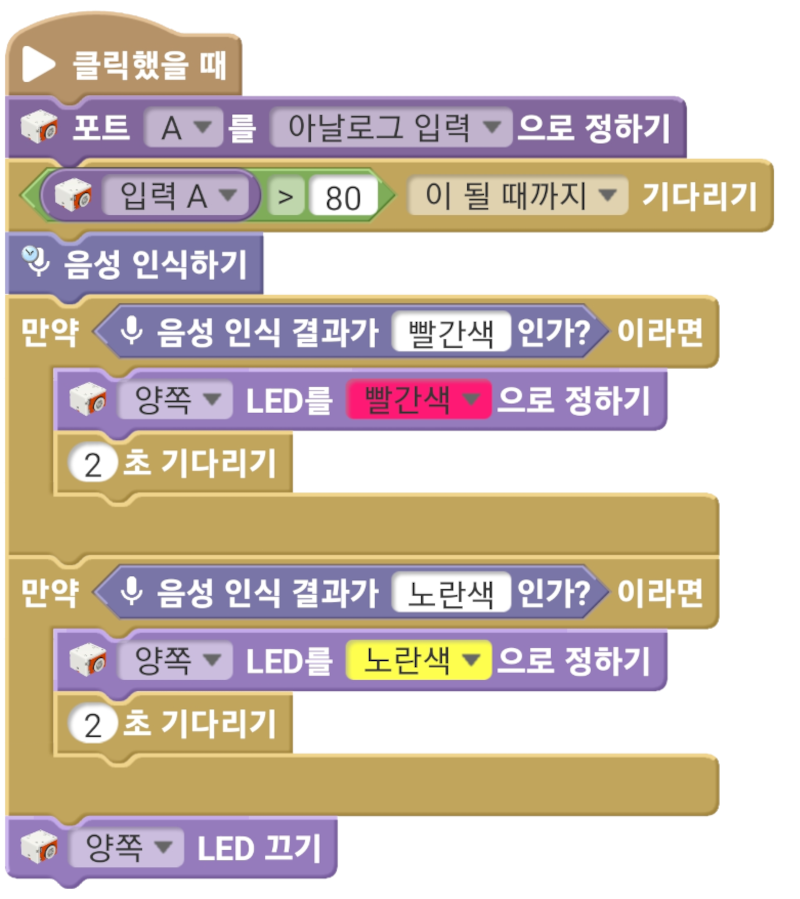 클릭했을 때
포트 A 를 아날로그 입력 으로 정하기
입력 A > 80 이 될 때까지 기다리기
음성 인식하기
만약 음성 인식 결과가 빨간색 인가? 이라면
양쪽 LED를 빨간색 으로 정하기
2 초 기다리기
만약 음성 인식 결과가 노란색 인가? 이라면
양쪽 LED를 노란색 으로 정하기
2 초 기다리기
양쪽 LED 끄기